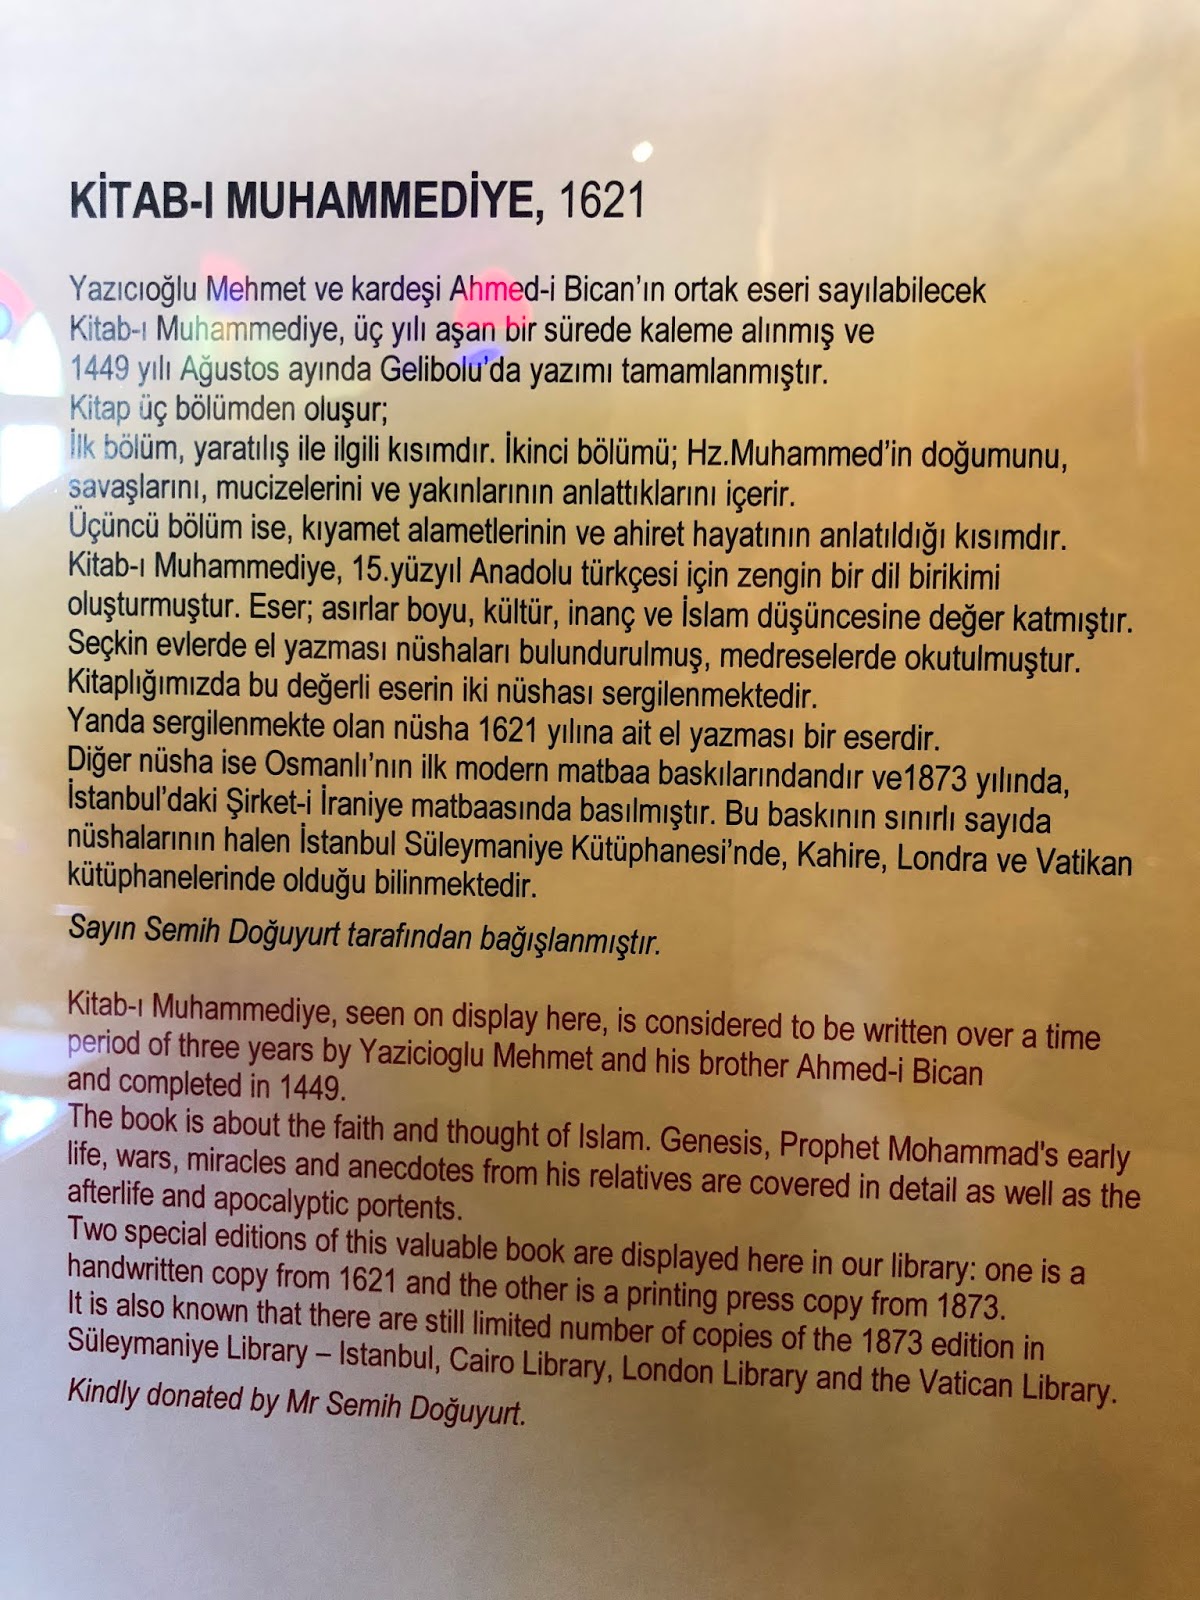 KİTAB-I MUHAMMEDİYE, 1621
Yazıcıoğlu Mehmet ve kardeşi Ahmed-i Bican’ın ortak eseri sayılabilecek
Kitab-ı Muhammediye, üç yılı aşan bir sürede kaleme alınmış ve
1449 yılı Ağustos ayında Gelibolu’da yazımı tamamlanmıştır.
Kitap üç bölümden oluşur;
İlk bölüm, yaratılış ile ilgili kısımdır. İkinci bölümü; Hz.Muhammed’in doğumunu,
savaşlarını, mucizelerini ve yakınlarının anlattıklarını içerir.
Üçüncü bölüm ise, kıyamet alametlerinin ve ahiret hayatının anlatıldığı kısımdır.
Kitab-ı Muhammediye, 15.yüzyıl Anadolu türkçesi için zengin bir dil birikimi
oluşturmuştur. Eser; asırlar boyu, kültür, inanç ve İslam düşüncesine değer katmıştır.
Seçkin evlerde el yazması nüshaları bulundurulmuş, medreselerde okutulmuştur.
Kitaplığımızda bu değerli eserin iki nüshası sergilenmektedir.
Yanda sergilenmekte olan nüsha 1621 yılına ait el yazması bir eserdir.
Diğer nüsha ise Osmanlı’nın ilk modern matbaa baskılarındandır ve1873 yılında,
İstanbul’daki Şirket-i İraniye matbaasında basılmıştır. Bu baskının sınırlı sayıda
nüshalarının halen İstanbul Süleymaniye Kütüphanesi’nde, Kahire, Londra ve Vatikan
kütüphanelerinde olduğu bilinmektedir.
Sayın Semih Doğuyurt tarafından bağışlanmıştır.
Kitab-ı Muhammediye, seen on display here, is considered to be written over a time
period of three years by Yazicioglu Mehmet and his brother Ahmed-i Bican
and completed in 1449.
The book is about the faith and thought of Islam. Genesis, Prophet Mohammad's early
life, wars, miracles and anecdotes from his relatives are covered in detail as well as the
afterlife and apocalyptic portents.
Two special editions of this valuable book are displayed here in our library: one is a
handwritten copy from 1621 and the other is a printing press copy from 1873.
It is also known that there are still limited number of copies of the 1873 edition in
Süleymaniye Library – Istanbul, Cairo Library, London Library and the Vatican Library.
Kindly donated by Mr Semih Doğuyurt.